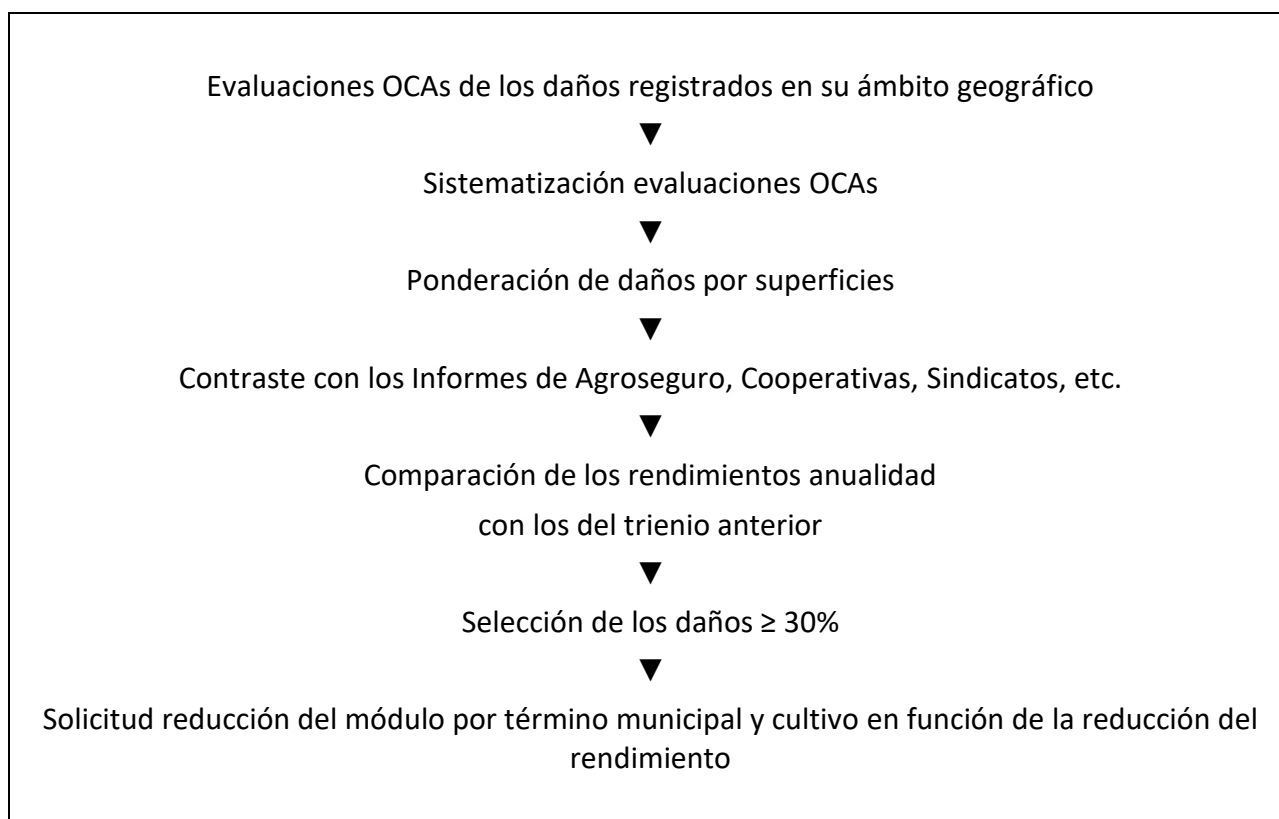 Evaluaciones OCAs de los daños registrados en su ámbito geográfico
▼
Sistematización evaluaciones OCAs
▼
Ponderación de daños por superficies
▼
Contraste con los Informes de Agroseguro, Cooperativas, Sindicatos, etc.
▼
Comparación de los rendimientos anualidad
con los del trienio anterior
▼
Selección de los daños ≥ 30%
▼
Solicitud reducción del módulo por término municipal y cultivo en función de la reducción del
rendimiento